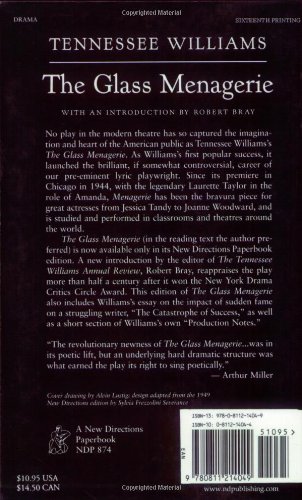 DRAMA
SIXTEENTH PRINTING
TENNESSEE WILLIAMS
The Glass Menagerie
WITH AN INTRODUCTION BY ROBERT BRAY
No play in the modern theatre has so captured the imagina-
tion and heart of the American public as Tennessee Williams's
The Glass Menagerie. As Williams's first popular success, it
launched the brilliant, if somewhat controversial, career of
our pre-eminent lyric playwright. Since its premiere in
Chicago in 1944, with the legendary Laurette Taylor in the
role of Amanda, Menagerie has been the bravura piece for
great actresses from Jessica Tandy to Joanne Woodward, and
is studied and performed in classrooms and theatres around
the world.
The Glass Menagerie (in the reading text the author pre-
ferred) is now available only in its New Directions Paperbook
edition. A new introduction by the editor of The Tennessee
Williams Annual Review, Robert Bray, reappraises the play
more than half a century after it won the New York Drama
Critics Circle Award. This edition of The Glass Menagerie
also includes Williams's essay on the impact of sudden fame
on a struggling writer, "The Catastrophe of Success," as well
as a short section of Williams's own "Production Notes."
"The revolutionary newness of The Glass Menagerie...was in
its poetic lift, but an underlying hard dramatic structure was
what earned the play its right to sing poetically."
— Arthur Miller
Cover drawing by Alvin Lustig; design adapted from the 1949
New Directions edition by Sylvia Frezzolini Severance
A New Directions
Paperbook
NDP 874
$10.95 USA
$14.50 CAN
ISBN-13: 978-0-8112-1404-9
ISBN-10: 0-8112-1404-4
51095
EAN
9 780811 214049
www.ndpublishing.com